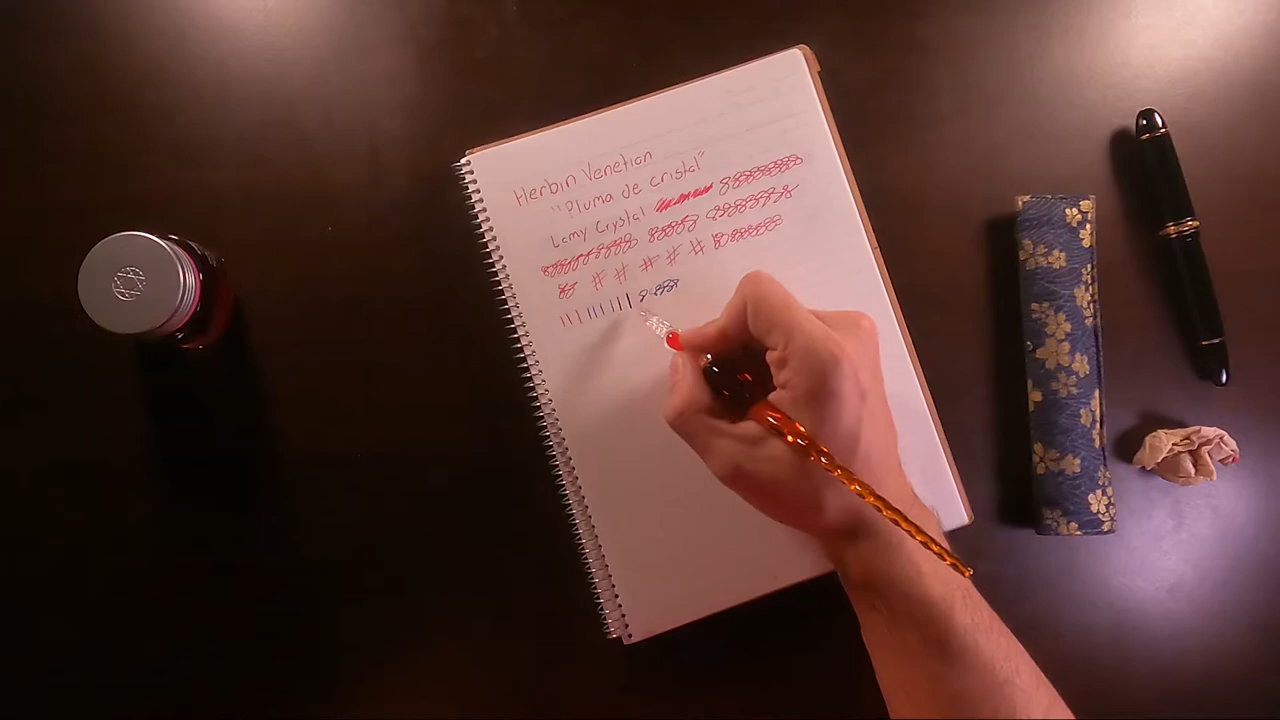 Herbin Venetian
"Pluma de cristal"
Lamy Crystal
# # # # #